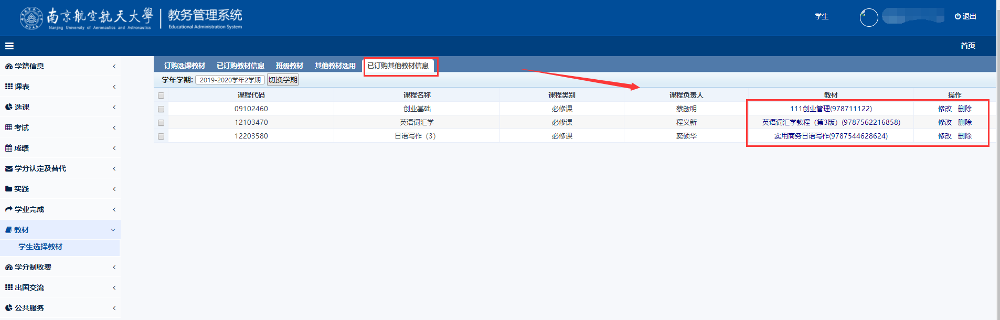 南京航空航天大學 教务管理系统
Nanjing University of Aeronautics and Astronautics Educational Administration System
学生 退出
首页
学籍信息
课表
选课
考试
成绩
学分认定及替代
实践
学业完成
教材
学生选择教材
学分制收费
出国交流
公共服务
订购选课教材 已订购教材信息 班级教材 其他教材选用 已订购其他教材信息
学年学期: 2019-2020学年2学期 切换学期
课程代码 课程名称 课程类别 课程负责人 教材 操作
09102460 创业基础 必修课 蔡啟明 111创业管理(978711122) 修改 删除
12103470 英语词汇学 必修课 程义新 英语词汇学教程（第3版）(9787562216858) 修改 删除
12203580 日语写作（3） 必修课 窦硕华 实用商务日语写作(9787544628624) 修改 删除